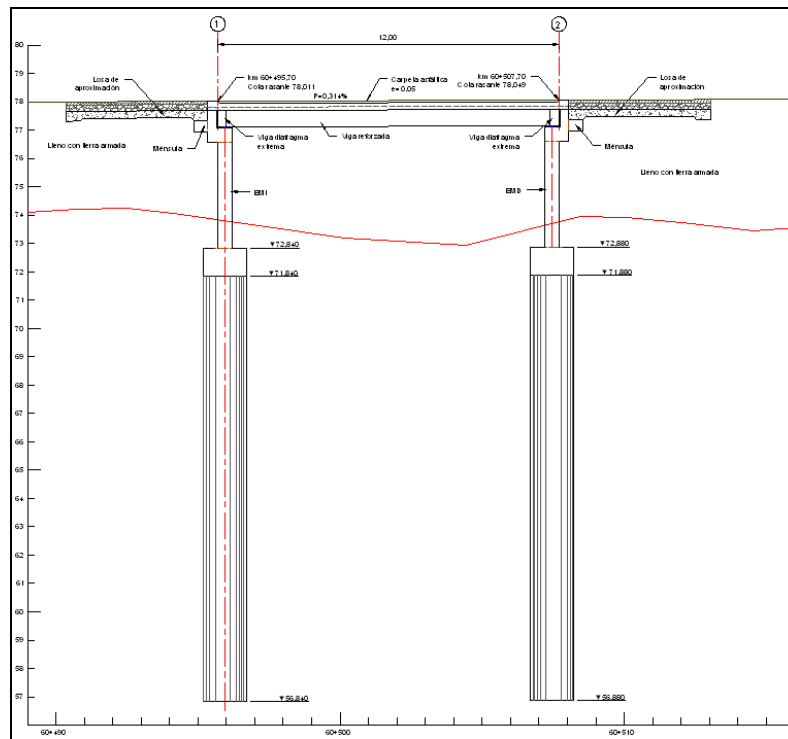 1
2
12,00
80
79
78
77
76
75
74
73
72
71
70
69
68
67
66
65
64
63
62
61
60
59
58
57
Losa de
aproximación
km 60+495,70
Cota rasante 78,011
P=0,314%
Carpeta asfáltica
e= 0.05
km 60+507,70
Cota rasante 78,049
Losa de
aproximación
Lleno con tierra armada
Ménsula
Viga diafragma
extrema
Viga reforzada
Viga diafragma
extrema
Ménsula
Lleno con tierra armada
EMI
EMD
72,840
72,880
71,840
71,880
56,840
56,880
60+490
60+500
60+510